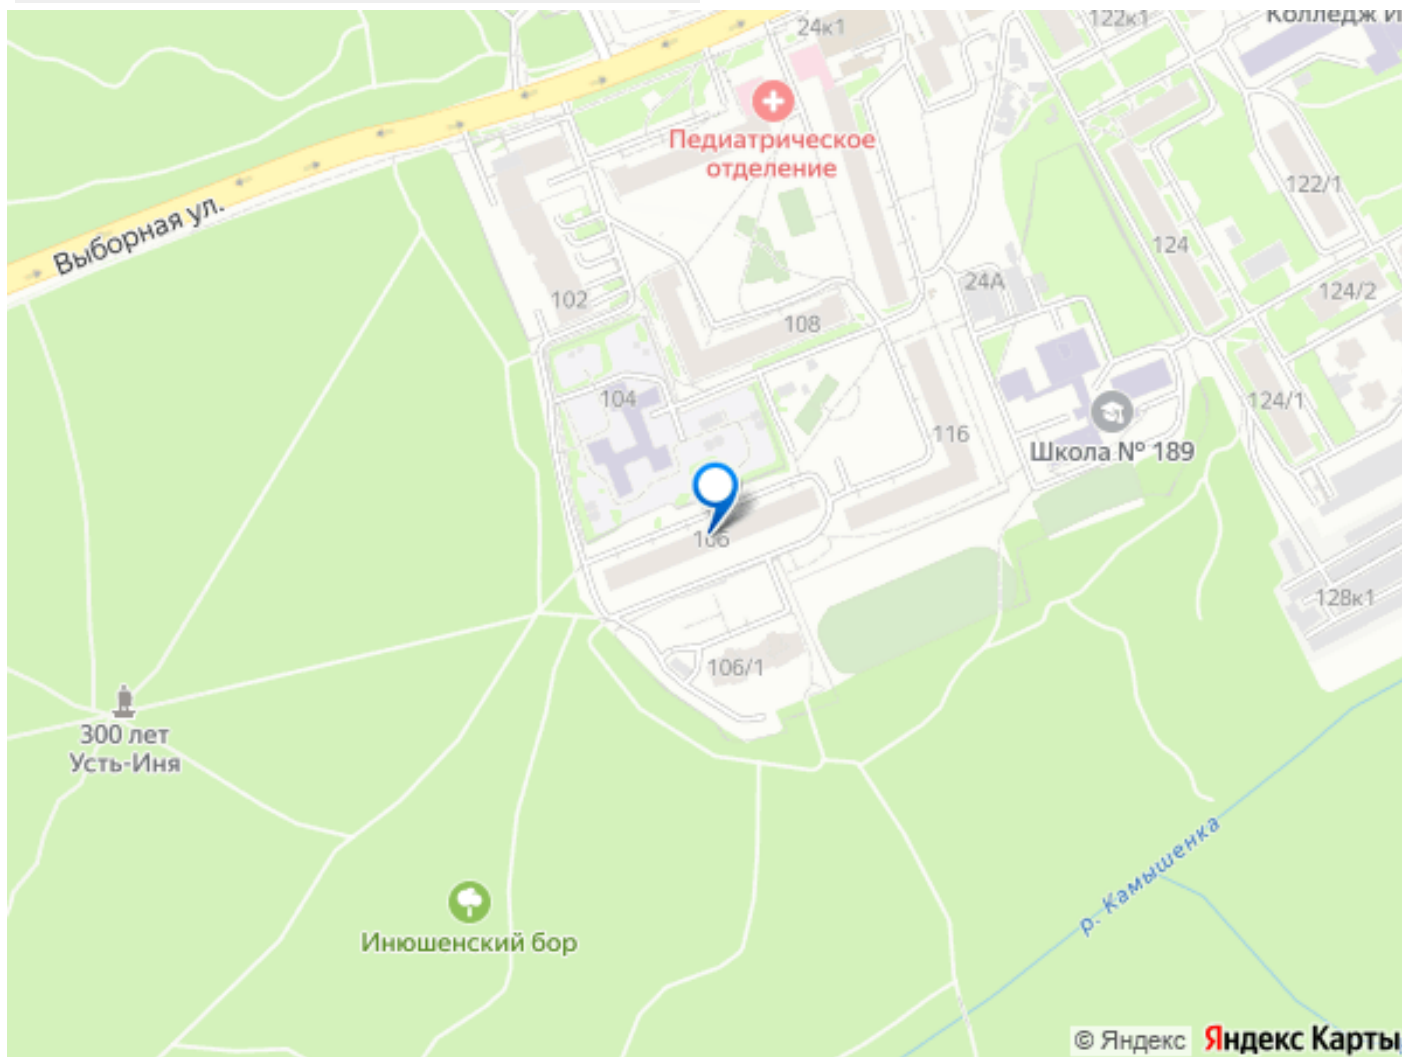 24к1
122к1
Колледж И
Педиатрическое
отделение
122/1
Выборная ул.
124
102
24А
124/2
108
104
124/1
116
Школа № 189
106
128к1
106/1
300 лет
Усть-Иня
р. Камышенка
Инюшенский бор
© Яндекс Яндекс Карты